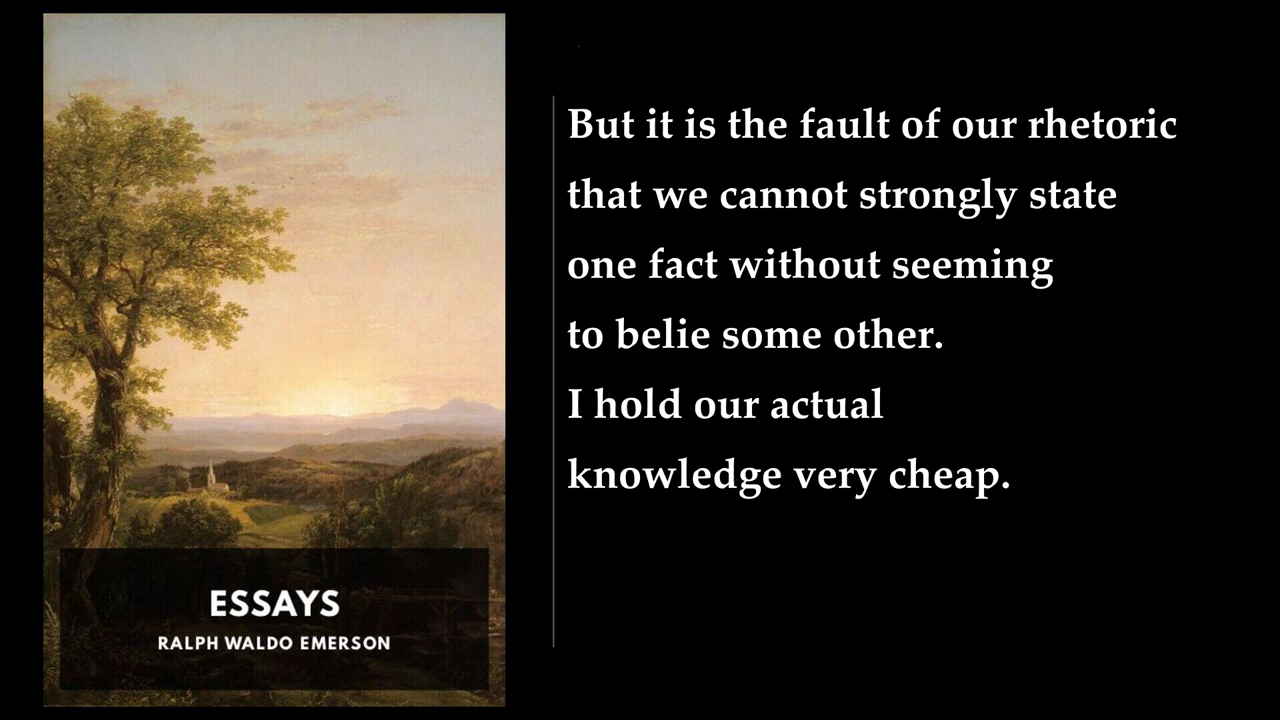 ESSAYS
RALPH WALDO EMERSON
But it is the fault of our rhetoric
that we cannot strongly state
one fact without seeming
to belie some other.
I hold our actual
knowledge very cheap.